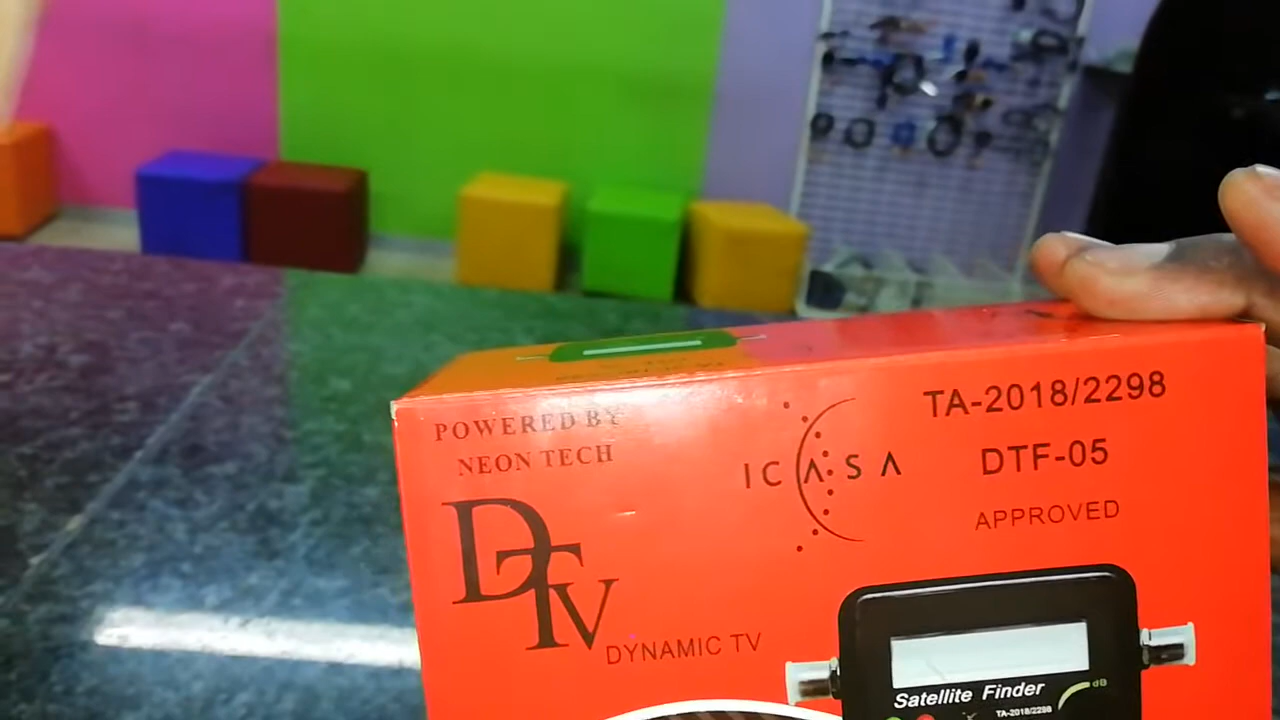 POWERED BY
NEON TECH
DTV
DYNAMIC TV
ICASA
TA-2018/2298
DTF-05
APPROVED
Satellite Finder
dB
TA-2018/2298